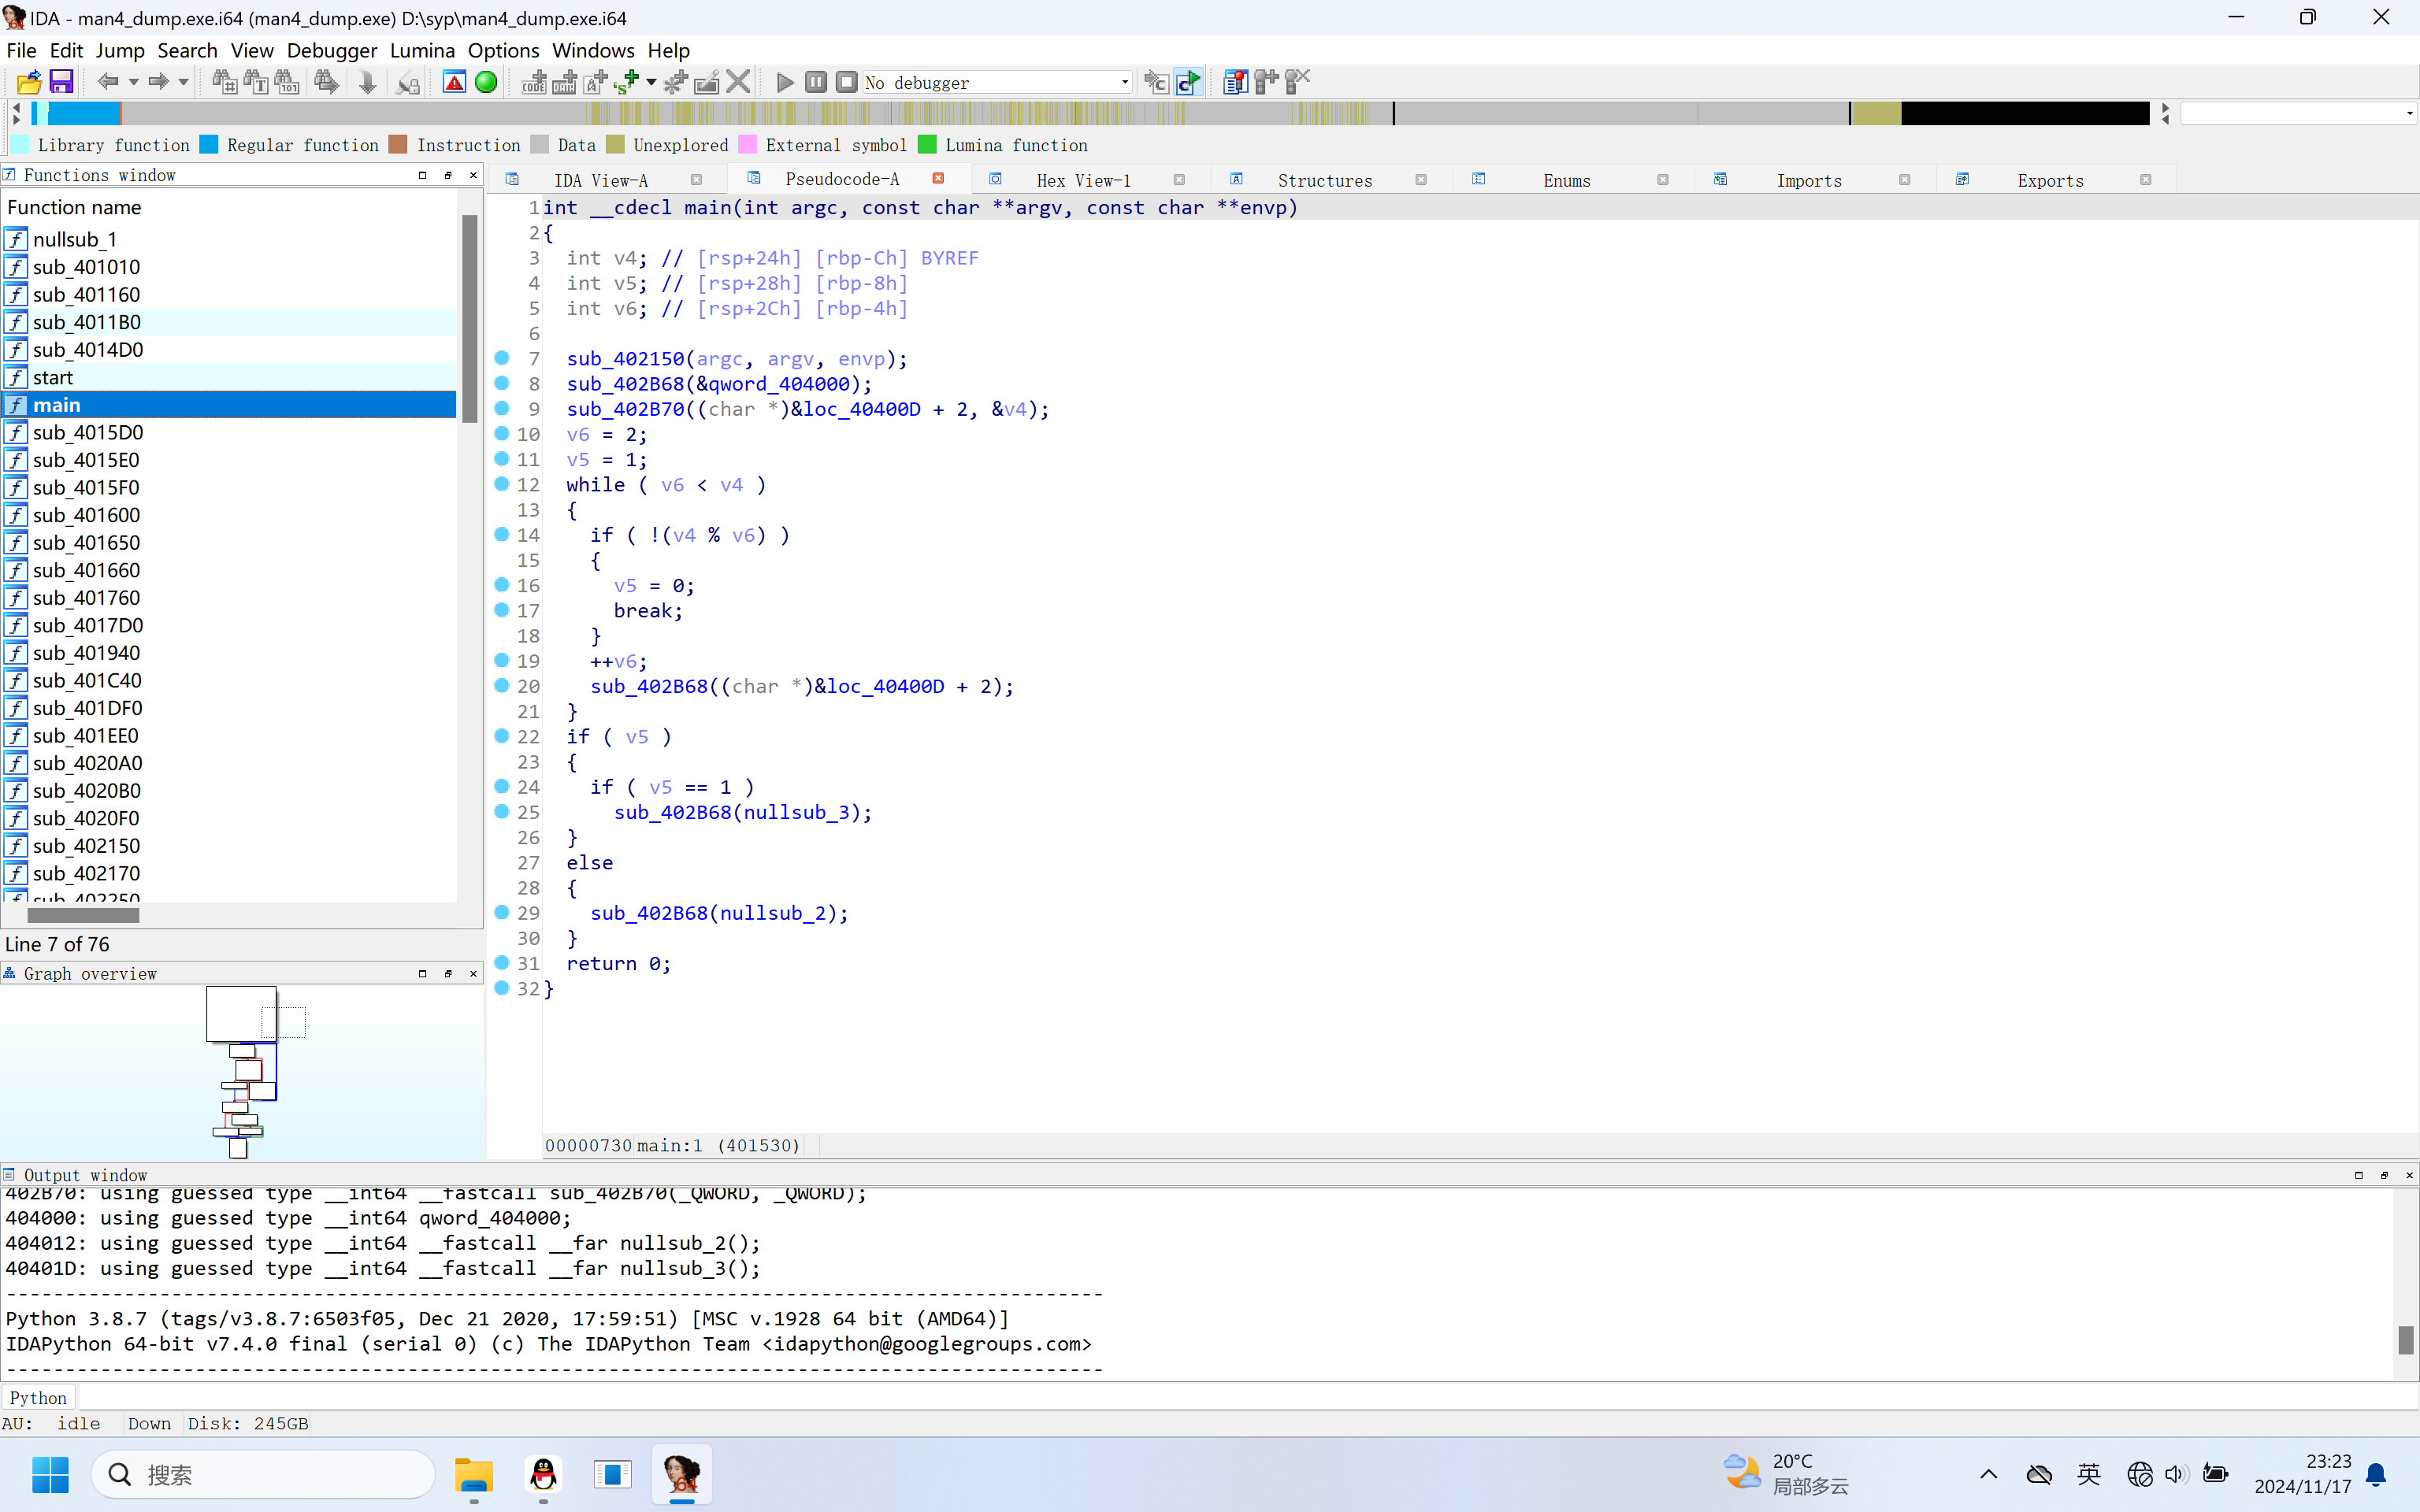 IDA - man4_dump.exe.i64 (man4_dump.exe) D:\syp\man4_dump.exe.i64
File Edit Jump Search View Debugger Lumina Options Windows Help
No debugger
Library function Regular function Instruction Data Unexplored External symbol Lumina function
Functions window
Function name
nullsub_1
sub_401010
sub_401160
sub_4011B0
sub_4014D0
start
main
sub_4015D0
sub_4015E0
sub_4015F0
sub_401600
sub_401650
sub_401660
sub_401760
sub_4017D0
sub_401940
sub_401C40
sub_401DF0
sub_401EE0
sub_4020A0
sub_4020B0
sub_4020F0
sub_402150
sub_402170
sub_402250
Line 7 of 76
Graph overview
IDA View-A Pseudocode-A Hex View-1 Structures Enums Imports Exports
1 int __cdecl main(int argc, const char **argv, const char **envp)
2 {
3 int v4; // [rsp+24h] [rbp-Ch] BYREF
4 int v5; // [rsp+28h] [rbp-8h]
5 int v6; // [rsp+2Ch] [rbp-4h]
6
7 sub_402150(argc, argv, envp);
8 sub_402B68(&qword_404000);
9 sub_402B70((char *)&loc_40400D + 2, &v4);
10 v6 = 2;
11 v5 = 1;
12 while ( v6 < v4 )
13 {
14 if ( !(v4 % v6) )
15 {
16 v5 = 0;
17 break;
18 }
19 ++v6;
20 sub_402B68((char *)&loc_40400D + 2);
21 }
22 if ( v5 )
23 {
24 if ( v5 == 1 )
25 sub_402B68(nullsub_3);
26 }
27 else
28 {
29 sub_402B68(nullsub_2);
30 }
31 return 0;
32 }
00000730 main:1 (401530)
Output window
402B70: using guessed type __int64 __fastcall sub_402B70(_QWORD, _QWORD);
404000: using guessed type __int64 qword_404000;
404012: using guessed type __int64 __fastcall __far nullsub_2();
40401D: using guessed type __int64 __fastcall __far nullsub_3();
---------------------------------------------------------------------------------------------
Python 3.8.7 (tags/v3.8.7:6503f05, Dec 21 2020, 17:59:51) [MSC v.1928 64 bit (AMD64)]
IDAPython 64-bit v7.4.0 final (serial 0) (c) The IDAPython Team <idapython@googlegroups.com>
---------------------------------------------------------------------------------------------
Python
AU: idle Down Disk: 245GB
搜索
64
20°C
局部多云
英
23:23
2024/11/17